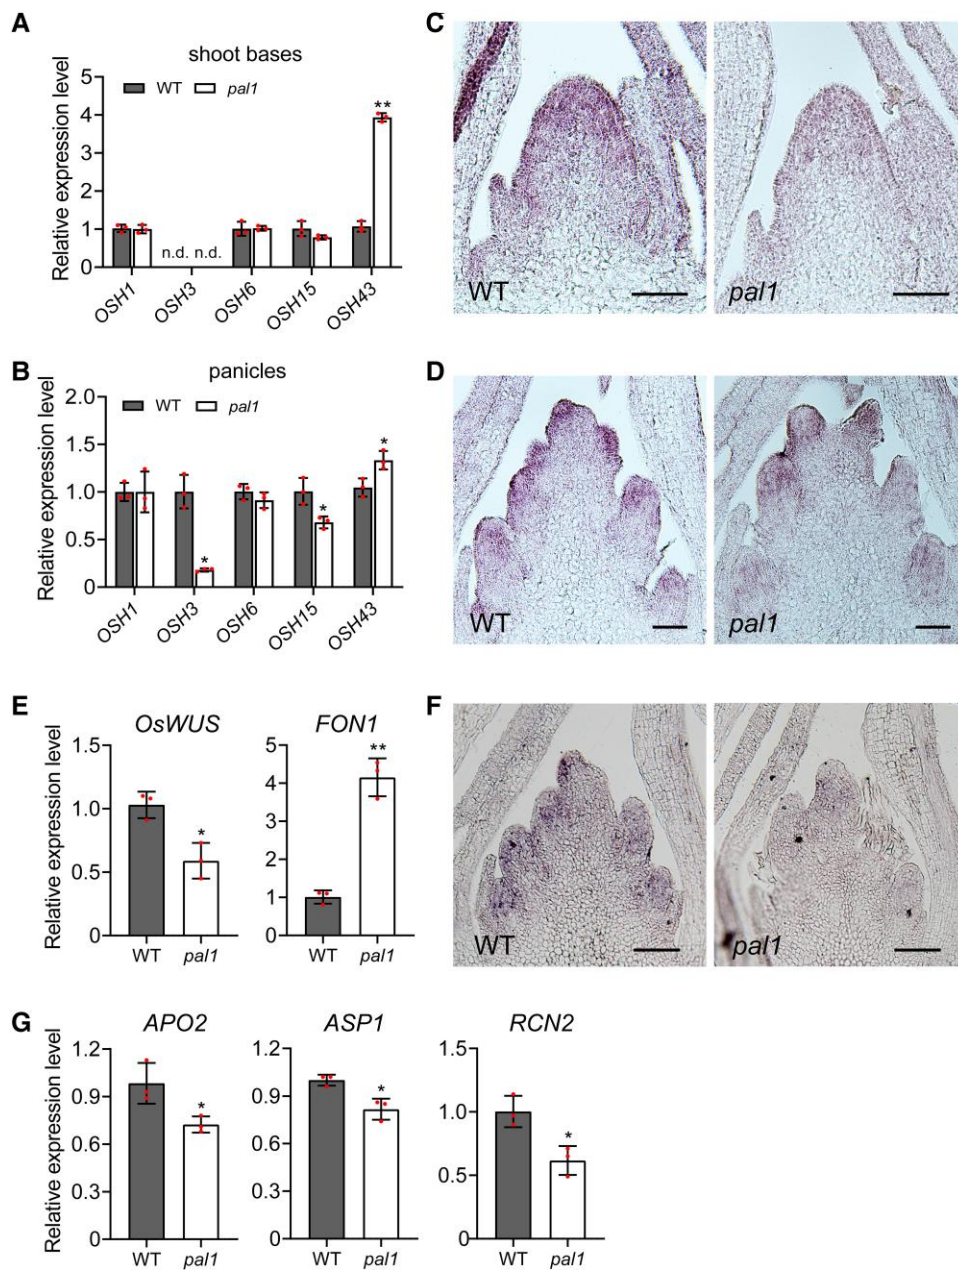 A
shoot bases
Relative expression level
WT pal1
5
4
3
2
1
0
**
n.d. n.d.
OSH1 OSH3 OSH6 OSH15 OSH43
B
panicles
Relative expression level
WT pal1
2.0
1.5
1.0
0.5
0
* * *
OSH1 OSH3 OSH6 OSH15 OSH43
C
WT pal1
D
WT pal1
E
OsWUS
Relative expression level
1.5
1.0
0.5
0
*
WT pal1
FON1
5
4
3
2
1
0
**
WT pal1
F
WT pal1
G
APO2
Relative expression level
1.2
0.9
0.6
0.3
0
*
WT pal1
ASP1
1.2
0.9
0.6
0.3
0
*
WT pal1
RCN2
1.5
1.0
0.5
0
*
WT pal1